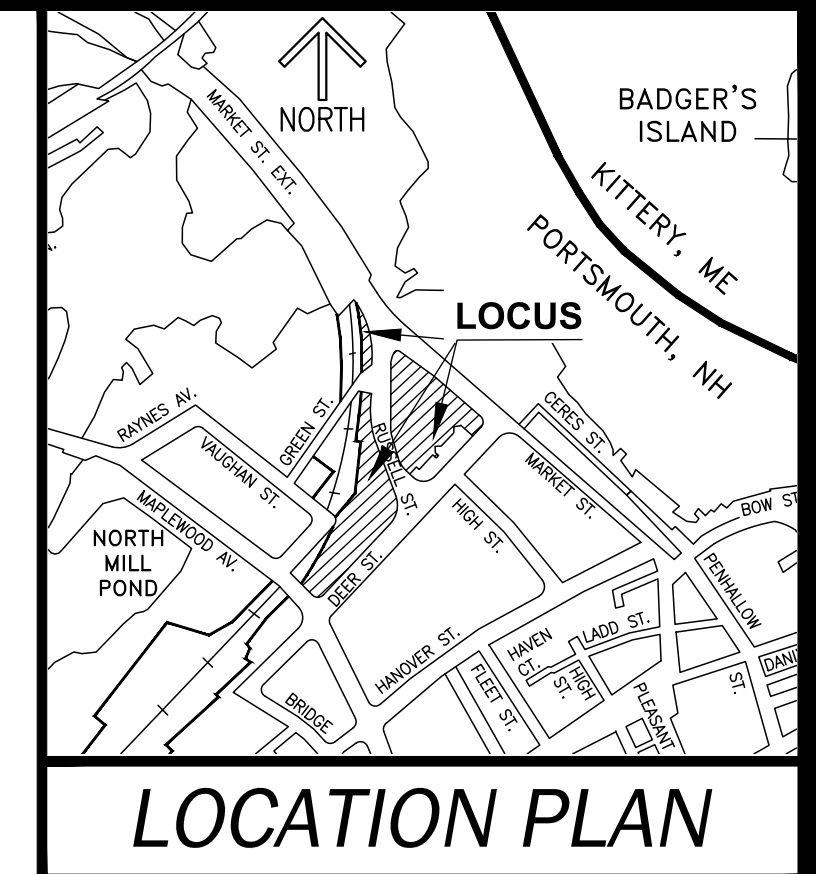 NORTH
BADGER'S
ISLAND
MARKET ST. EXT.
KITTERY, ME
PORTSMOUTH, NH
LOCUS
RAYNES AV.
GREEN ST.
VAUGHAN ST.
RUSSELL ST.
CERES ST.
MARKET ST.
BOW ST
MAPLEWOOD AV.
HIGH ST.
NORTH
MILL
POND
DEER ST.
PENHALLOW
ST.
HANOVER ST.
HAVEN
CT.
LADD ST.
HIGH
ST.
DANI
FLEET ST.
PLEASANT
BRIDGE
LOCATION PLAN